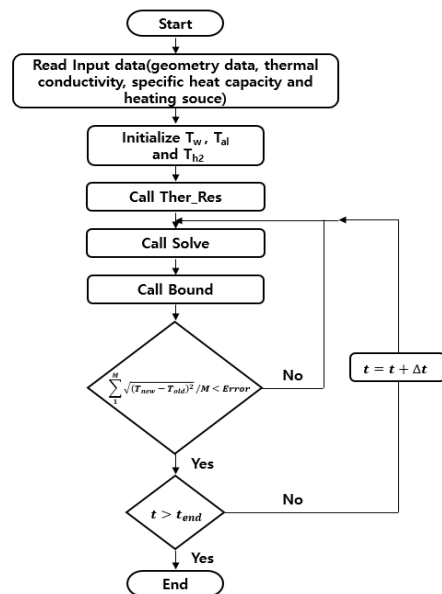 Start
Read Input data(geometry data, thermal
conductivity, specific heat capacity and
heating souce)
Initialize T_w , T_al
and T_h2
Call Ther_Res
Call Solve
Call Bound
∑_1^M √(T_new − T_old)² /M < Error
No
t = t + Δt
Yes
t > t_end
No
Yes
End